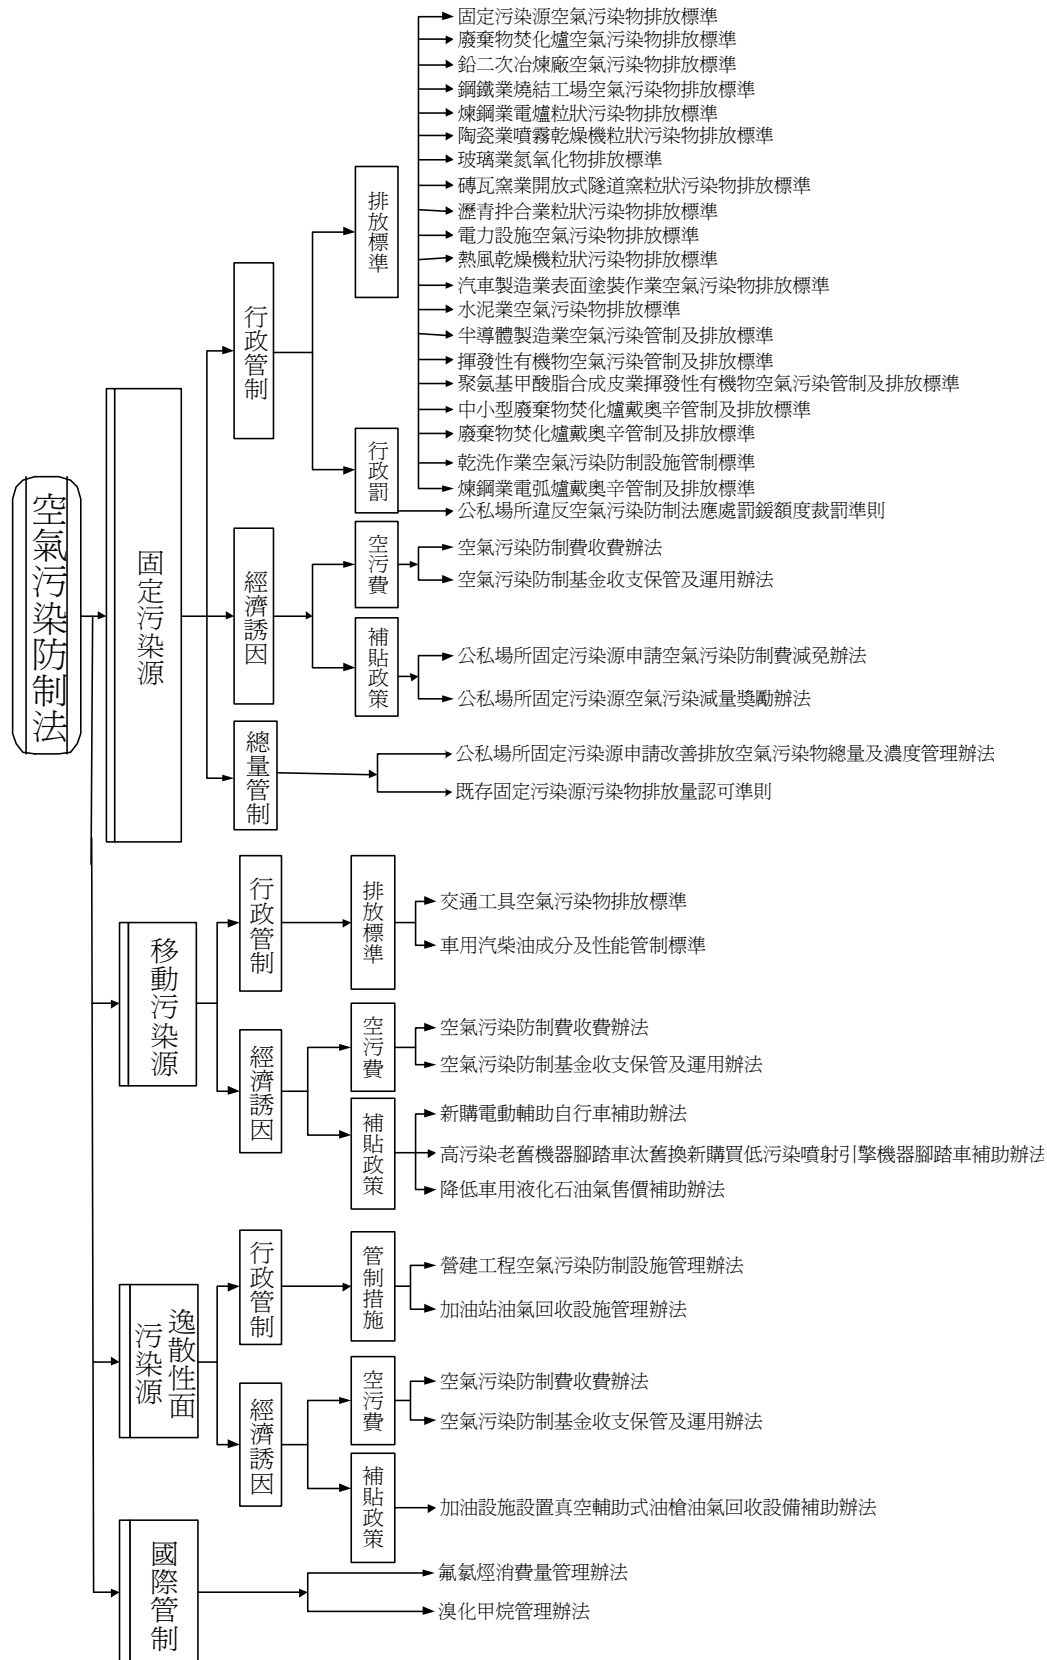 空氣污染防制法
固定污染源
行政管制
排放標準
固定污染源空氣污染物排放標準
廢棄物焚化爐空氣污染物排放標準
鉛二次冶煉廠空氣污染物排放標準
鋼鐵業燒結工場空氣污染物排放標準
煉鋼業電爐粒狀污染物排放標準
陶瓷業噴霧乾燥機粒狀污染物排放標準
玻璃業氮氧化物排放標準
磚瓦窯業開放式隧道窯粒狀污染物排放標準
瀝青拌合業粒狀污染物排放標準
電力設施空氣污染物排放標準
熱風乾燥機粒狀污染物排放標準
汽車製造業表面塗裝作業空氣污染物排放標準
水泥業空氣污染物排放標準
半導體製造業空氣污染管制及排放標準
揮發性有機物空氣污染管制及排放標準
聚氨基甲酸脂合成皮業揮發性有機物空氣污染管制及排放標準
中小型廢棄物焚化爐戴奧辛管制及排放標準
廢棄物焚化爐戴奧辛管制及排放標準
乾洗作業空氣污染防制設施管制標準
煉鋼業電弧爐戴奧辛管制及排放標準
行政罰
公私場所違反空氣污染防制法應處罰鍰額度裁罰準則
經濟誘因
空污費
空氣污染防制費收費辦法
空氣污染防制基金收支保管及運用辦法
補貼政策
公私場所固定污染源申請空氣污染防制費減免辦法
公私場所固定污染源空氣污染減量獎勵辦法
總量管制
公私場所固定污染源申請改善排放空氣污染物總量及濃度管理辦法
既存固定污染源污染物排放量認可準則
移動污染源
行政管制
排放標準
交通工具空氣污染物排放標準
車用汽柴油成分及性能管制標準
經濟誘因
空污費
空氣污染防制費收費辦法
空氣污染防制基金收支保管及運用辦法
補貼政策
新購電動輔助自行車補助辦法
高污染老舊機器腳踏車汰舊換新購買低污染噴射引擎機器腳踏車補助辦法
降低車用液化石油氣售價補助辦法
逸散性面
污染源
行政管制
管制措施
營建工程空氣污染防制設施管理辦法
加油站油氣回收設施管理辦法
經濟誘因
空污費
空氣污染防制費收費辦法
空氣污染防制基金收支保管及運用辦法
補貼政策
加油設施設置真空輔助式油槍油氣回收設備補助辦法
國際管制
氟氯烴消費量管理辦法
溴化甲烷管理辦法